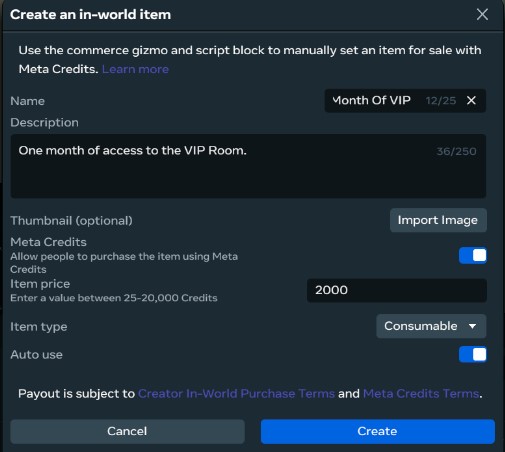 Create an in-world item
Use the commerce gizmo and script block to manually set an item for sale with
Meta Credits. Learn more
Name
Month Of VIP 12/25
Description
One month of access to the VIP Room. 36/250
Thumbnail (optional)
Import Image
Meta Credits
Allow people to purchase the item using Meta
Credits
Item price
Enter a value between 25-20,000 Credits
2000
Item type
Consumable
Auto use
Payout is subject to Creator In-World Purchase Terms and Meta Credits Terms.
Cancel
Create